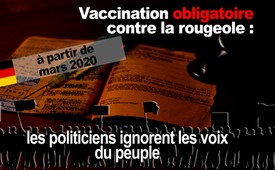 Vaccination obligatoire
contre la rougeole :
à partir de
mars 2020
les politiciens ignorent les voix
du peuple